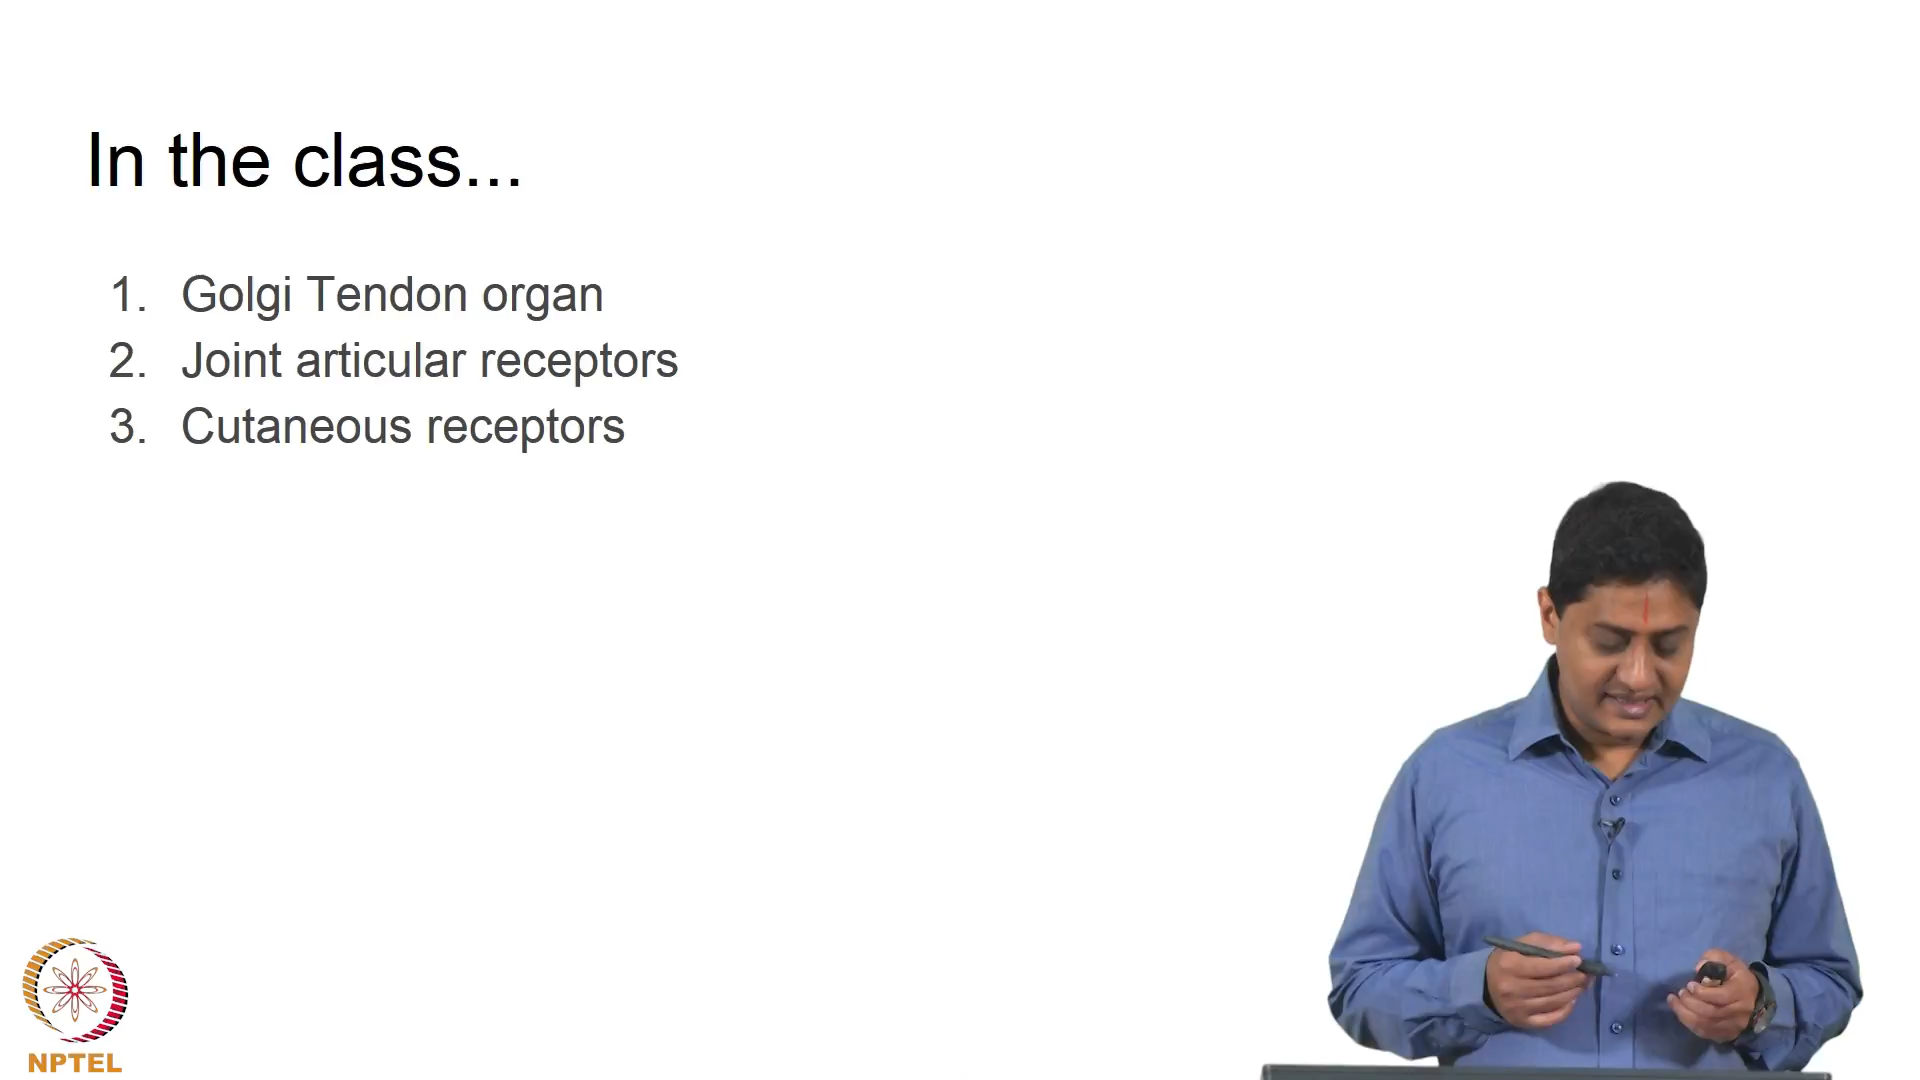 In the class...
1. Golgi Tendon organ
2. Joint articular receptors
3. Cutaneous receptors
NPTEL